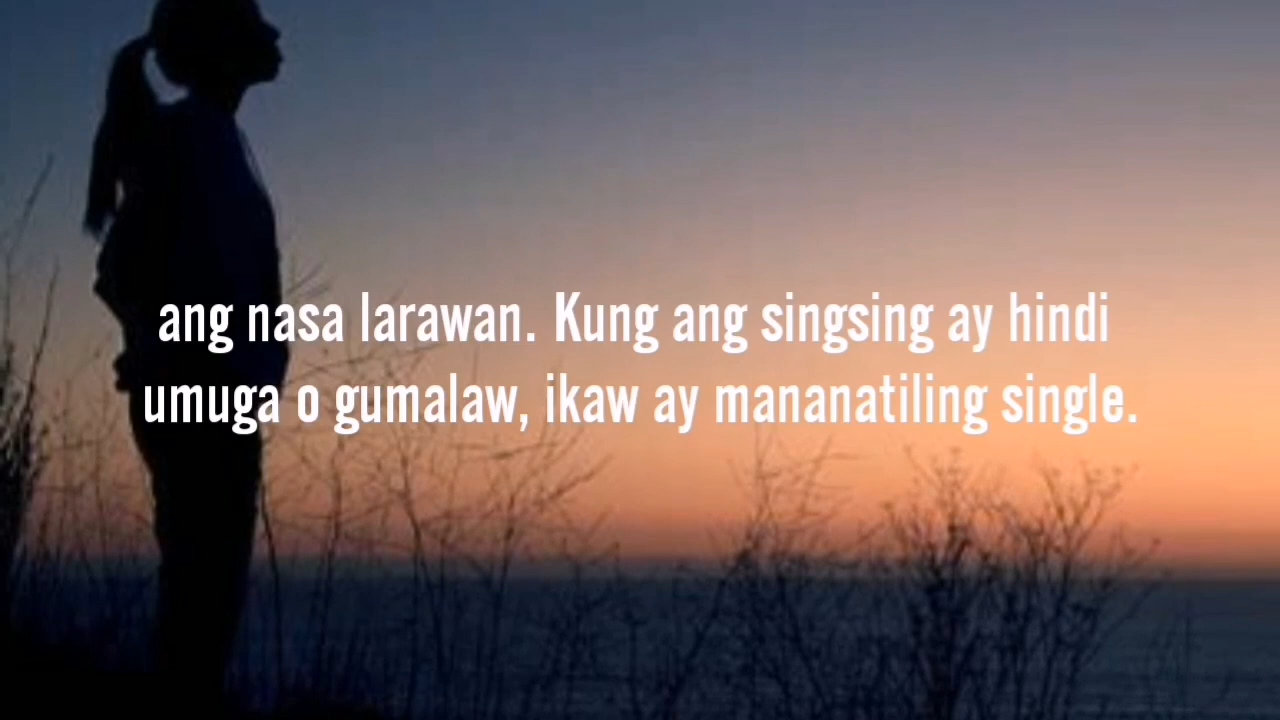 ang nasa larawan. Kung ang singsing ay hindi
umuga o gumalaw, ikaw ay mananatiling single.